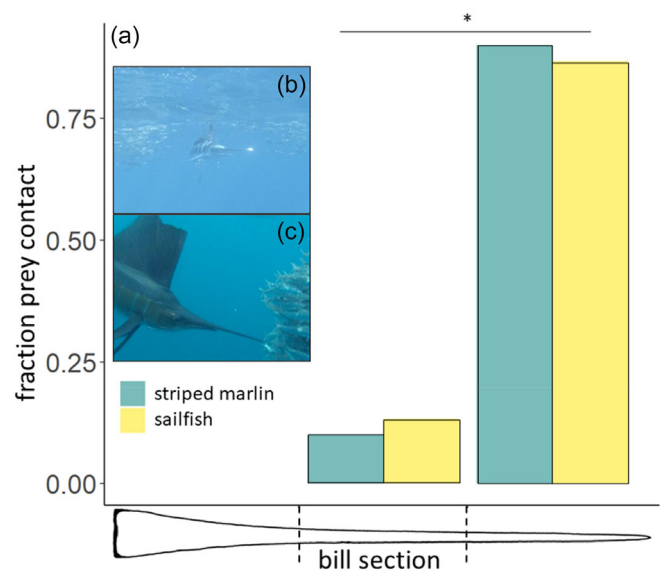 (a)
*
(b)
(c)
fraction prey contact
0.75
0.50
0.25
0.00
striped marlin
sailfish
bill section